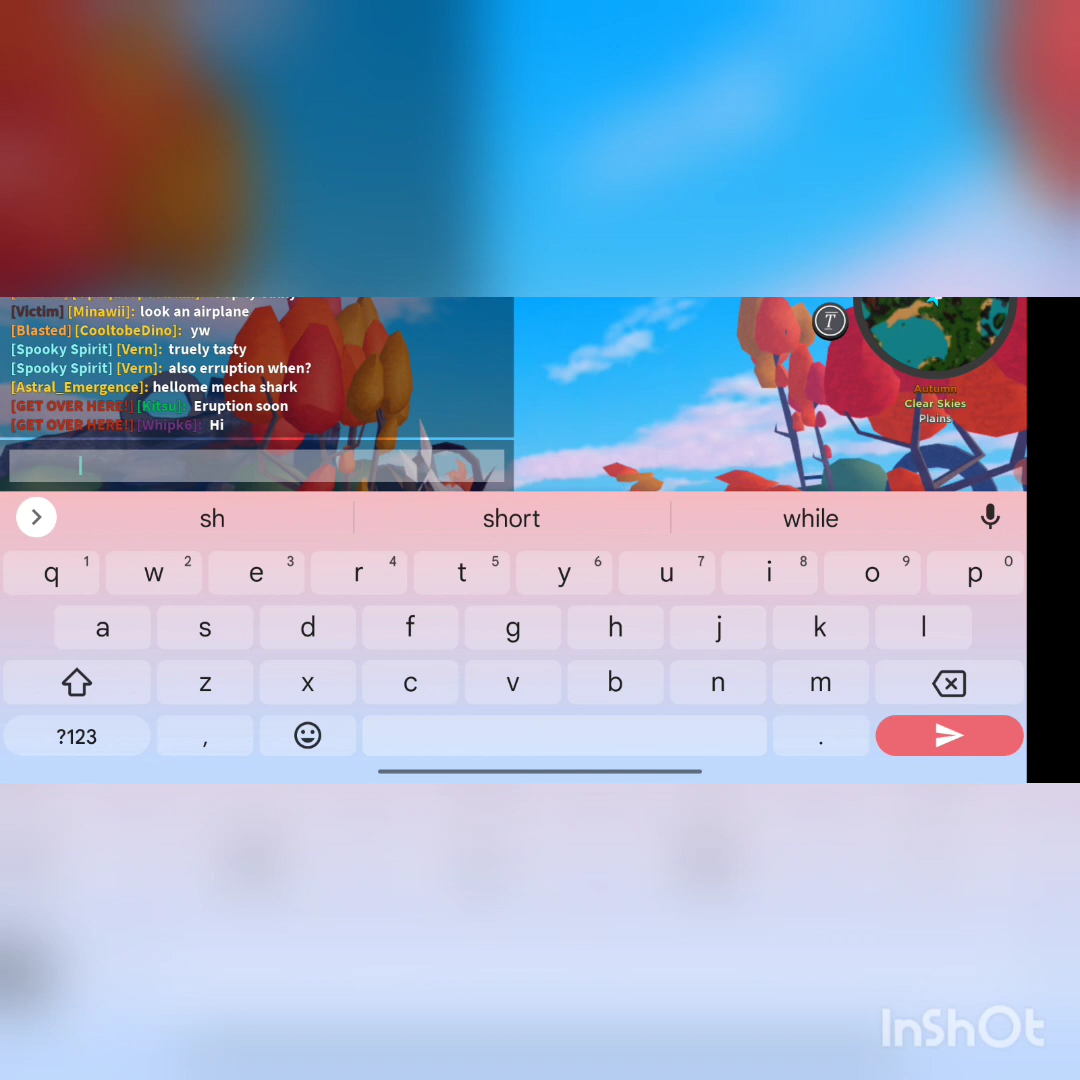 [Victim] [Minawii]: look an airplane
[Blasted] [CooltobeDino]: yw
[Spooky Spirit] [Vern]: truely tasty
[Spooky Spirit] [Vern]: also erruption when?
[Astral_Emergence]: hellome mecha shark
[GET OVER HERE!] [Kitsu]: Eruption soon
[GET OVER HERE!] [Whipk6]: Hi
T
Autumn
Clear Skies
Plains
sh short while
q 1 w 2 e 3 r 4 t 5 y 6 u 7 i 8 o 9 p 0
a s d f g h j k l
z x c v b n m
?123 , .
InShOt